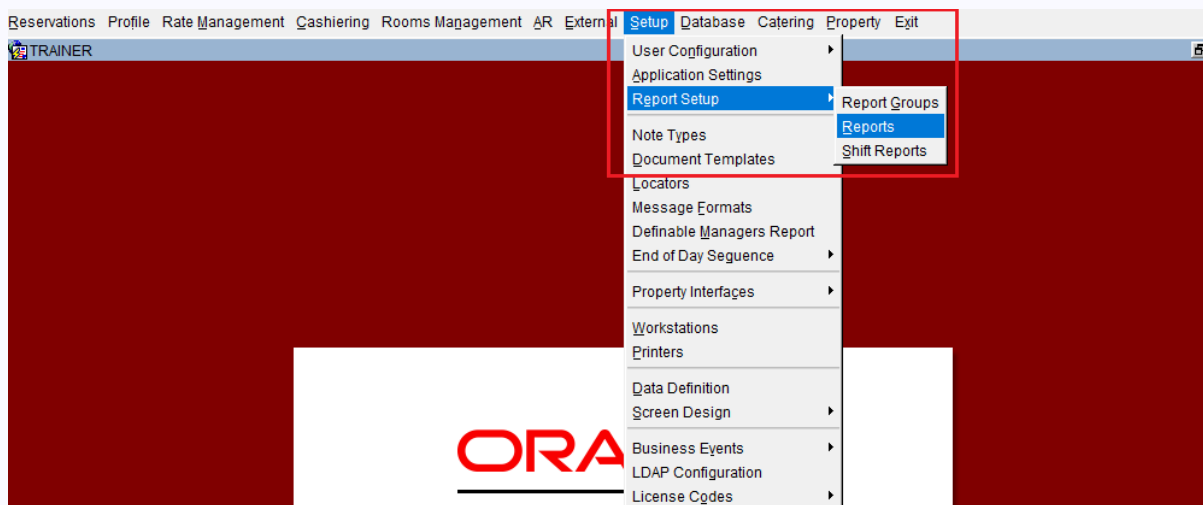 Reservations Profile Rate Management Cashiering Rooms Management AR External Setup Database Catering Property Exit
TRAINER
User Configuration
Application Settings
Report Setup
Report Groups
Reports
Shift Reports
Note Types
Document Templates
Locators
Message Formats
Definable Managers Report
End of Day Sequence
Property Interfaces
Workstations
Printers
Data Definition
Screen Design
Business Events
LDAP Configuration
License Codes
ORA